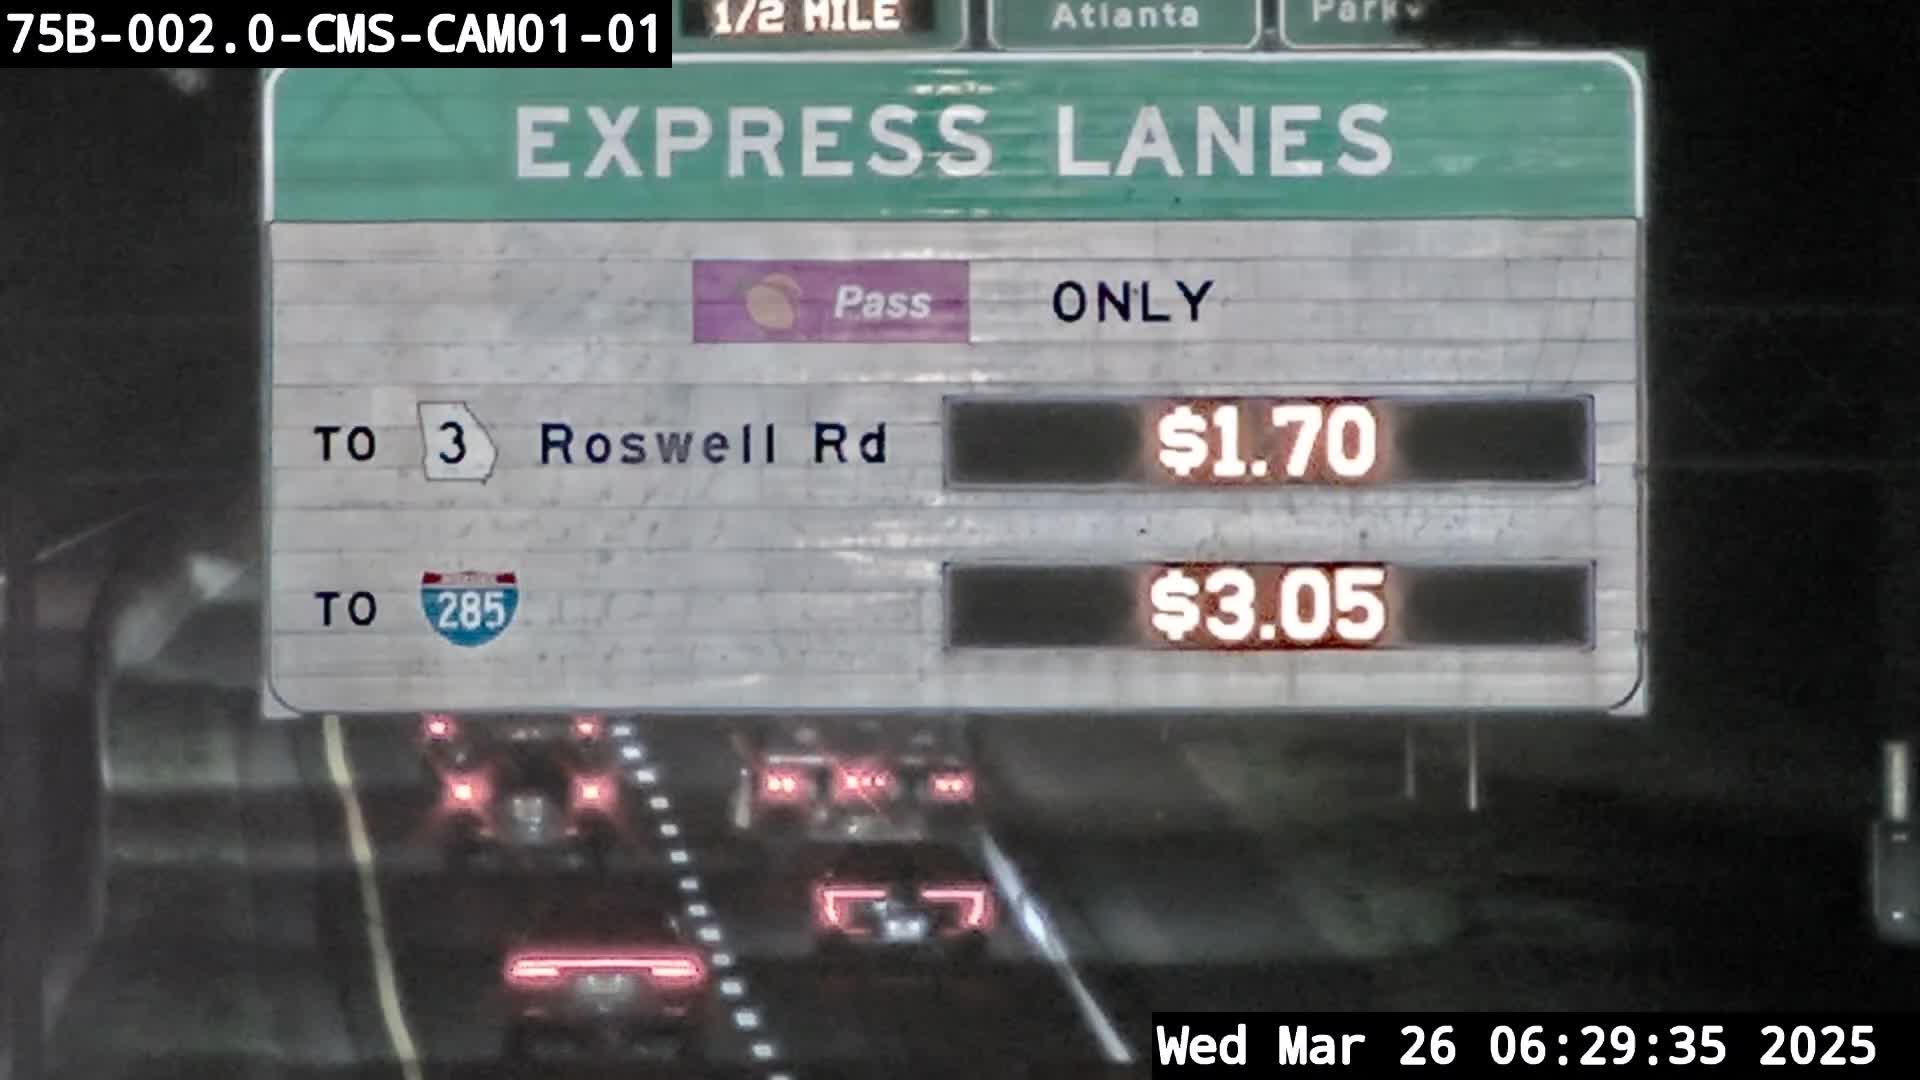 75B-002.0-CMS-CAM01-01
1/2 MILE
Atlanta
EXPRESS LANES
Pass ONLY
TO 3 Roswell Rd $1.70
TO 285 $3.05
Wed Mar 26 06:29:35 2025